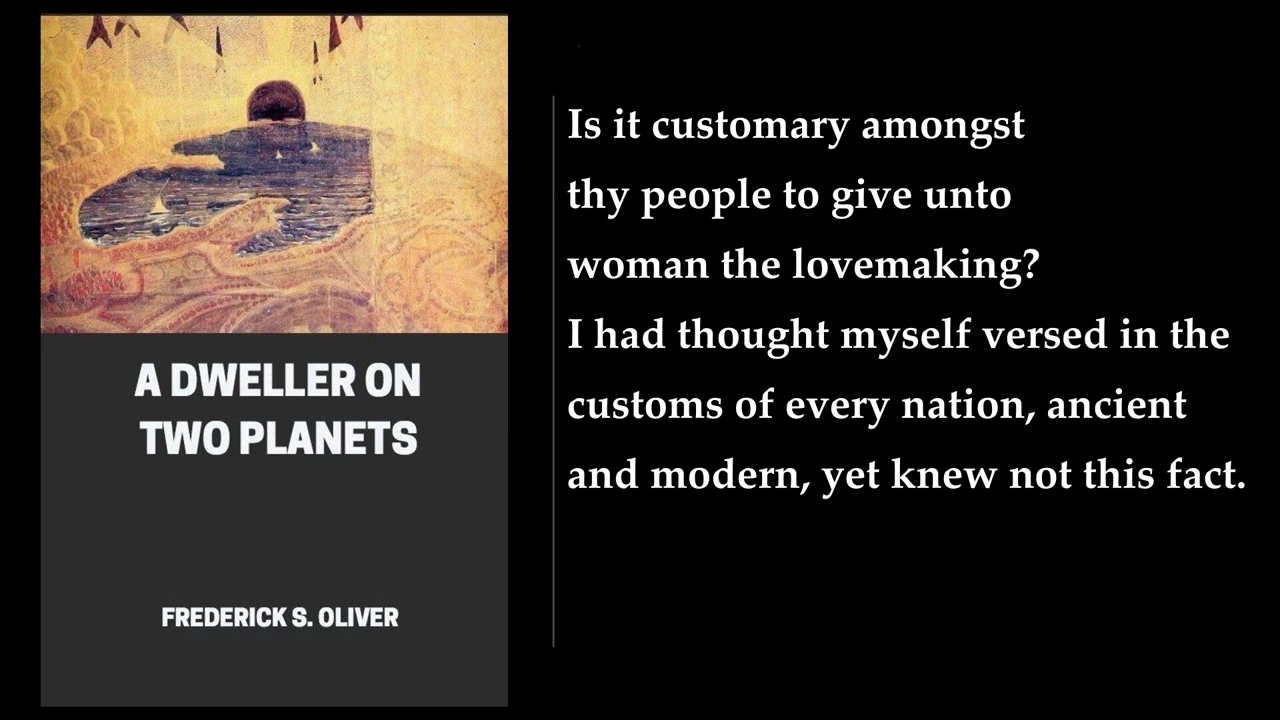 A DWELLER ON
TWO PLANETS
FREDERICK S. OLIVER
Is it customary amongst
thy people to give unto
woman the lovemaking?
I had thought myself versed in the
customs of every nation, ancient
and modern, yet knew not this fact.